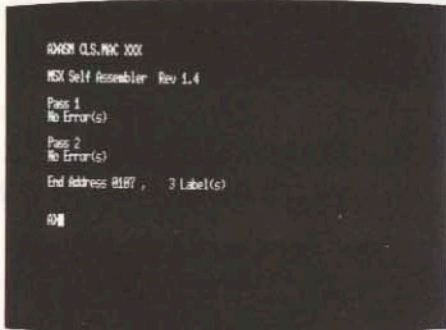 A>ASM CLS.MAC XXX
MSX Self Assembler Rev 1.4
Pass 1
No Error(s)
Pass 2
No Error(s)
End Address 0107 , 3 Label(s)
A>